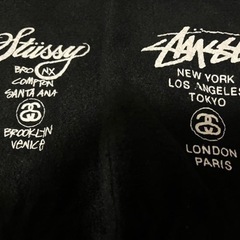 Stüssy
BRONX
COMPTON
SANTA ANA
BROOKLYN
VENICE
STÜSSY
NEW YORK
LOS ANGELES
TOKYO
LONDON
PARIS